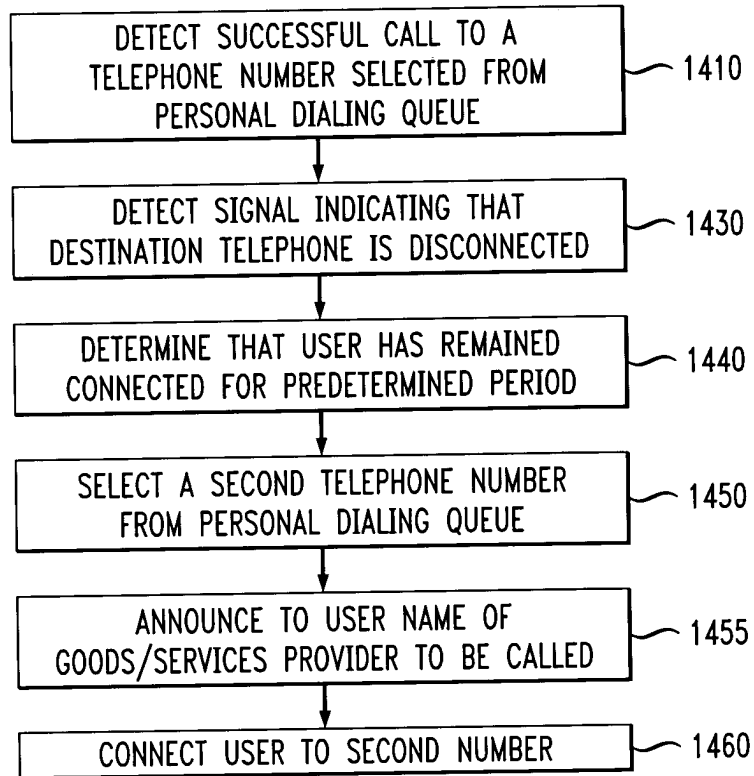 DETECT SUCCESSFUL CALL TO A
TELEPHONE NUMBER SELECTED FROM
PERSONAL DIALING QUEUE
1410
DETECT SIGNAL INDICATING THAT
DESTINATION TELEPHONE IS DISCONNECTED
1430
DETERMINE THAT USER HAS REMAINED
CONNECTED FOR PREDETERMINED PERIOD
1440
SELECT A SECOND TELEPHONE NUMBER
FROM PERSONAL DIALING QUEUE
1450
ANNOUNCE TO USER NAME OF
GOODS/SERVICES PROVIDER TO BE CALLED
1455
CONNECT USER TO SECOND NUMBER
1460